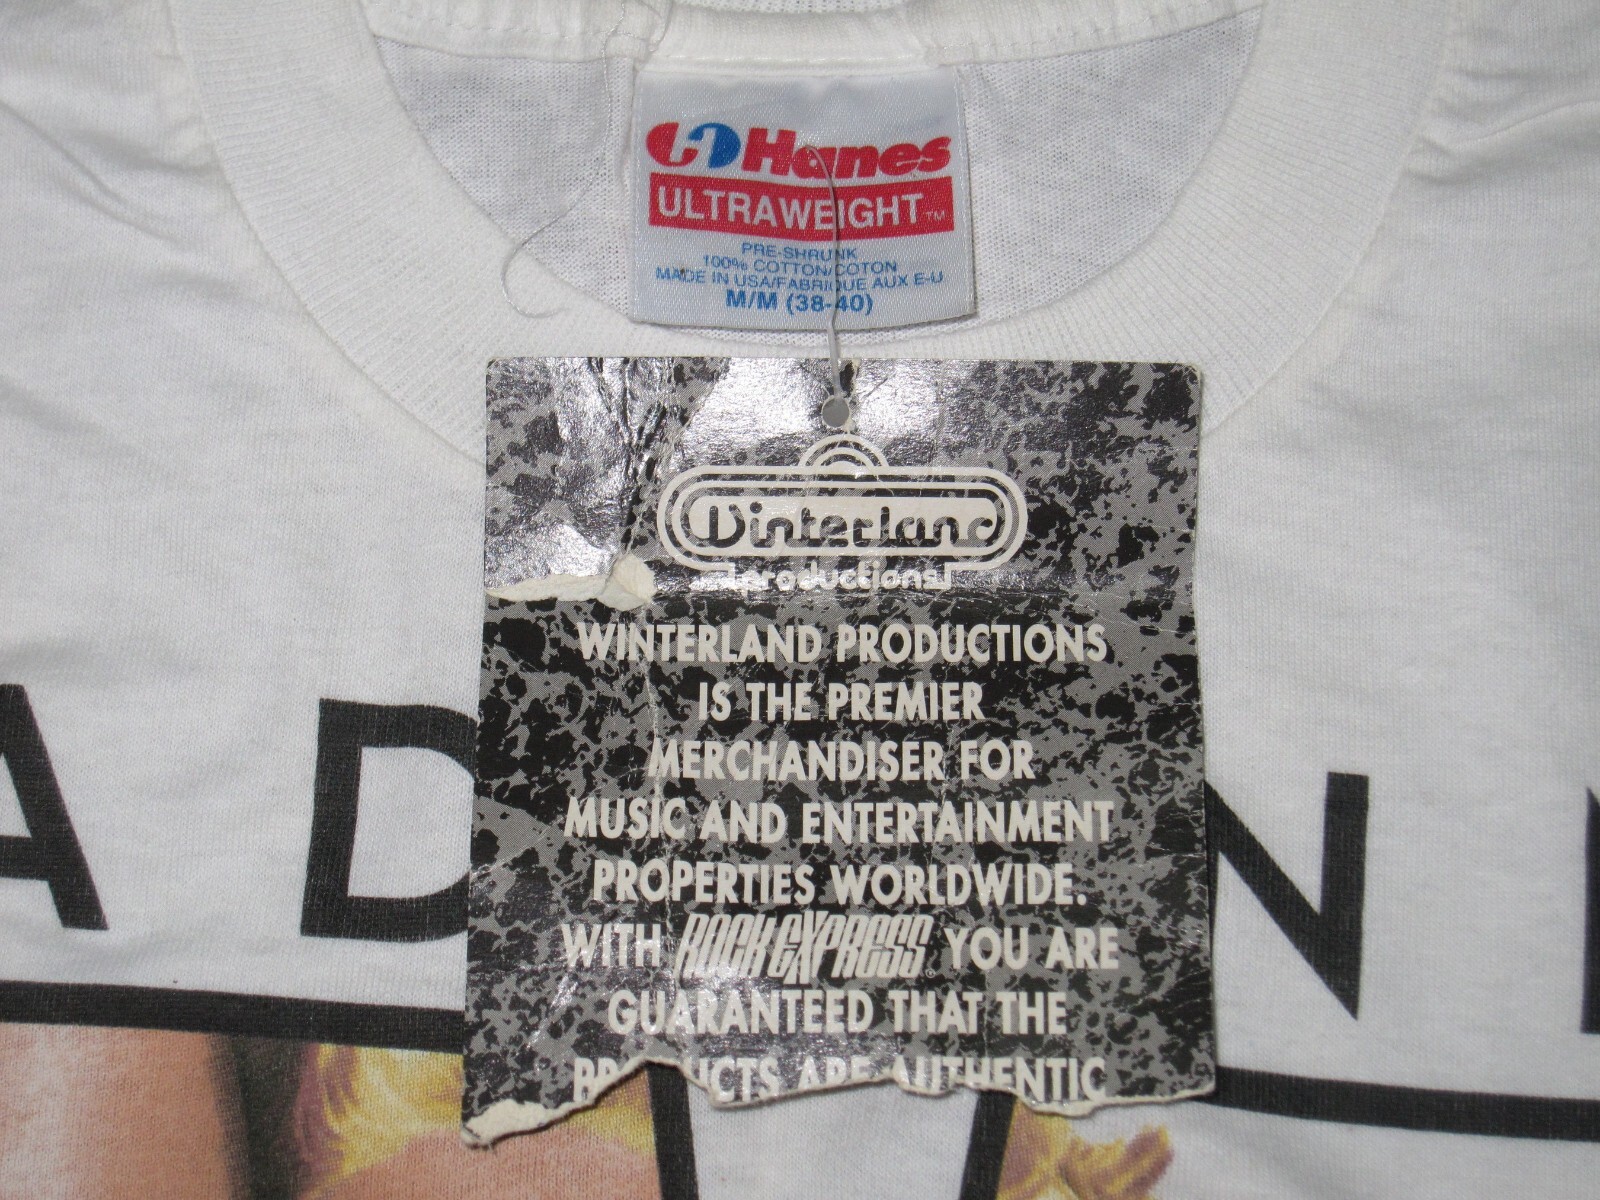 Hanes
ULTRAWEIGHT™
PRE-SHRUNK
100% COTTON/COTON
MADE IN USA/FABRIQUE AUX E-U
M/M (38-40)
Winterland
productions
WINTERLAND PRODUCTIONS
IS THE PREMIER
MERCHANDISER FOR
MUSIC AND ENTERTAINMENT
PROPERTIES WORLDWIDE.
WITH ROCK EXPRESS® YOU ARE
GUARANTEED THAT THE
PRODUCTS ARE AUTHENTIC
A D N